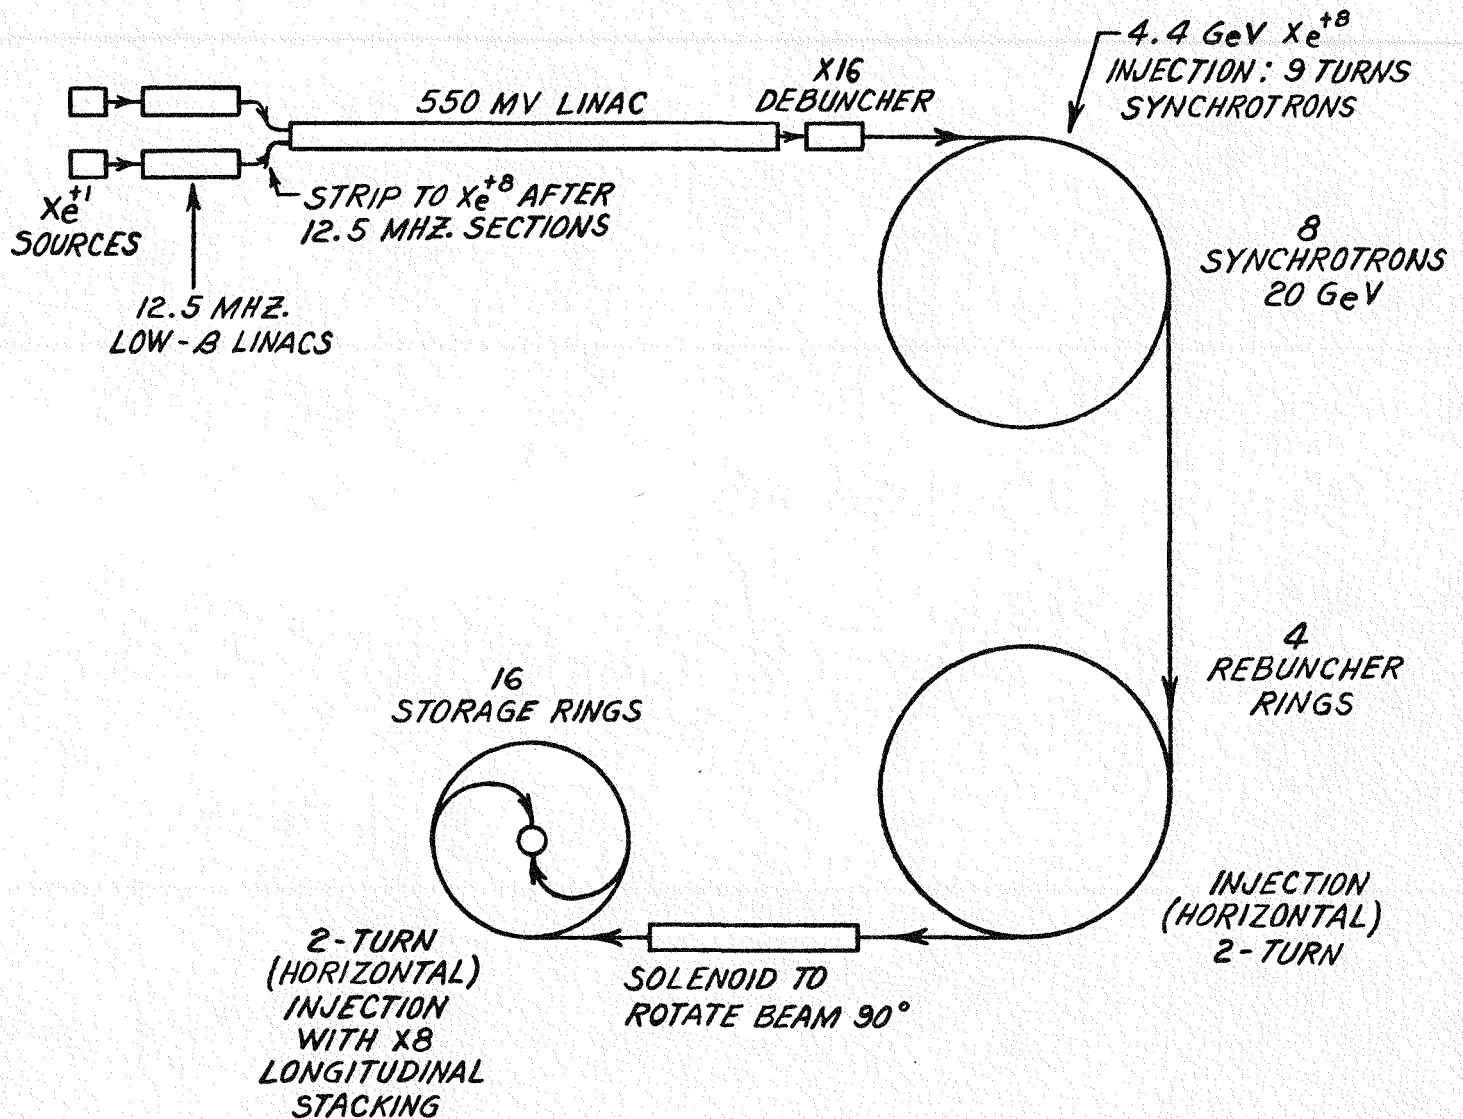 4.4 GeV Xe+8
INJECTION: 9 TURNS
SYNCHROTRONS
X16
DEBUNCHER
550 MV LINAC
Xe+1
SOURCES
STRIP TO Xe+8 AFTER
12.5 MHZ. SECTIONS
12.5 MHZ.
LOW-β LINACS
8
SYNCHROTRONS
20 GeV
4
REBUNCHER
RINGS
16
STORAGE RINGS
INJECTION
(HORIZONTAL)
2-TURN
2-TURN
(HORIZONTAL)
INJECTION
WITH X8
LONGITUDINAL
STACKING
SOLENOID TO
ROTATE BEAM 90°